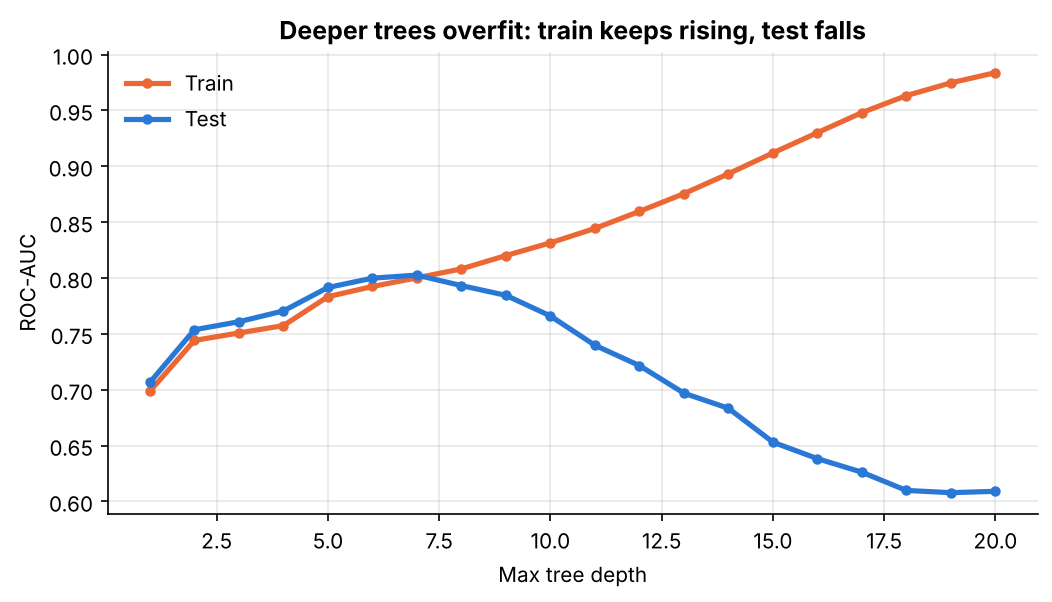 Deeper trees overfit: train keeps rising, test falls
Train
Test
ROC-AUC
1.00
0.95
0.90
0.85
0.80
0.75
0.70
0.65
0.60
2.5 5.0 7.5 10.0 12.5 15.0 17.5 20.0
Max tree depth